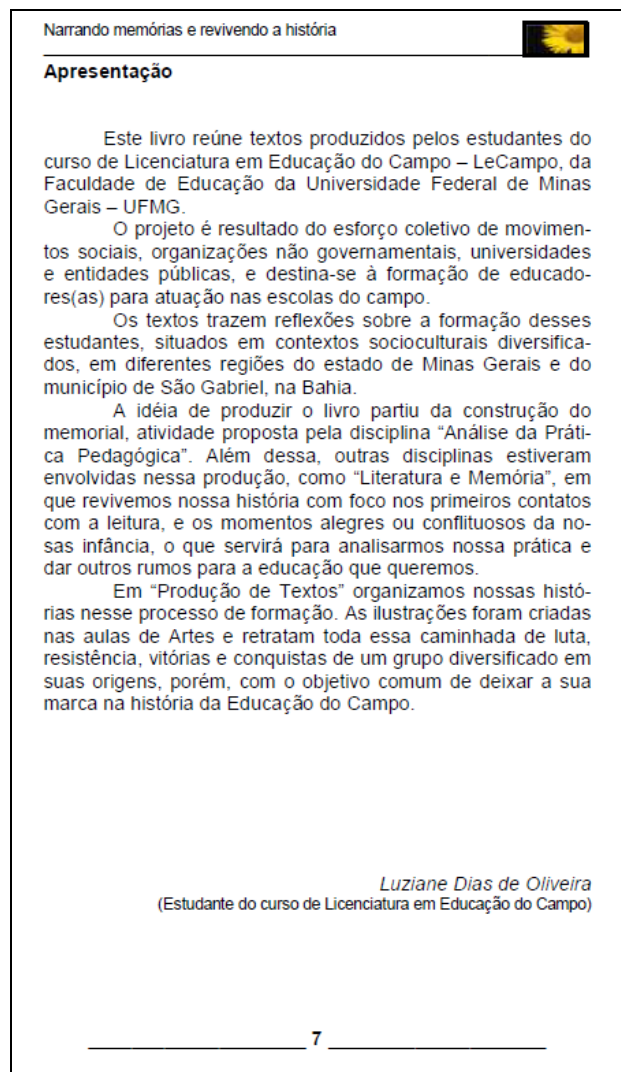 Narrando memórias e revivendo a história
Apresentação
Este livro reúne textos produzidos pelos estudantes do
curso de Licenciatura em Educação do Campo – LeCampo, da
Faculdade de Educação da Universidade Federal de Minas
Gerais – UFMG.
O projeto é resultado do esforço coletivo de movimen-
tos sociais, organizações não governamentais, universidades
e entidades públicas, e destina-se à formação de educado-
res(as) para atuação nas escolas do campo.
Os textos trazem reflexões sobre a formação desses
estudantes, situados em contextos socioculturais diversifica-
dos, em diferentes regiões do estado de Minas Gerais e do
município de São Gabriel, na Bahia.
A idéia de produzir o livro partiu da construção do
memorial, atividade proposta pela disciplina “Análise da Práti-
ca Pedagógica”. Além dessa, outras disciplinas estiveram
envolvidas nessa produção, como “Literatura e Memória”, em
que revivemos nossa história com foco nos primeiros contatos
com a leitura, e os momentos alegres ou conflituosos da no-
sas infância, o que servirá para analisarmos nossa prática e
dar outros rumos para a educação que queremos.
Em “Produção de Textos” organizamos nossas histó-
rias nesse processo de formação. As ilustrações foram criadas
nas aulas de Artes e retratam toda essa caminhada de luta,
resistência, vitórias e conquistas de um grupo diversificado em
suas origens, porém, com o objetivo comum de deixar a sua
marca na história da Educação do Campo.
Luziane Dias de Oliveira
(Estudante do curso de Licenciatura em Educação do Campo)
7